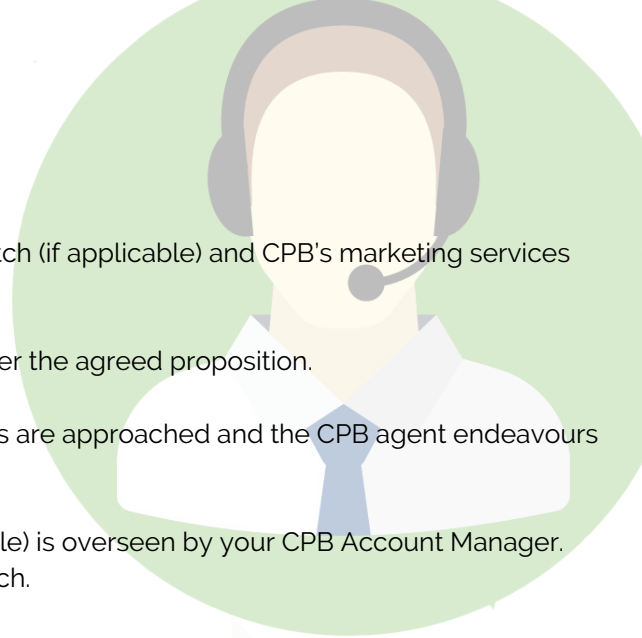 tch (if applicable) and CPB's marketing services
er the agreed proposition.
s are approached and the CPB agent endeavours
le) is overseen by your CPB Account Manager.
ch.